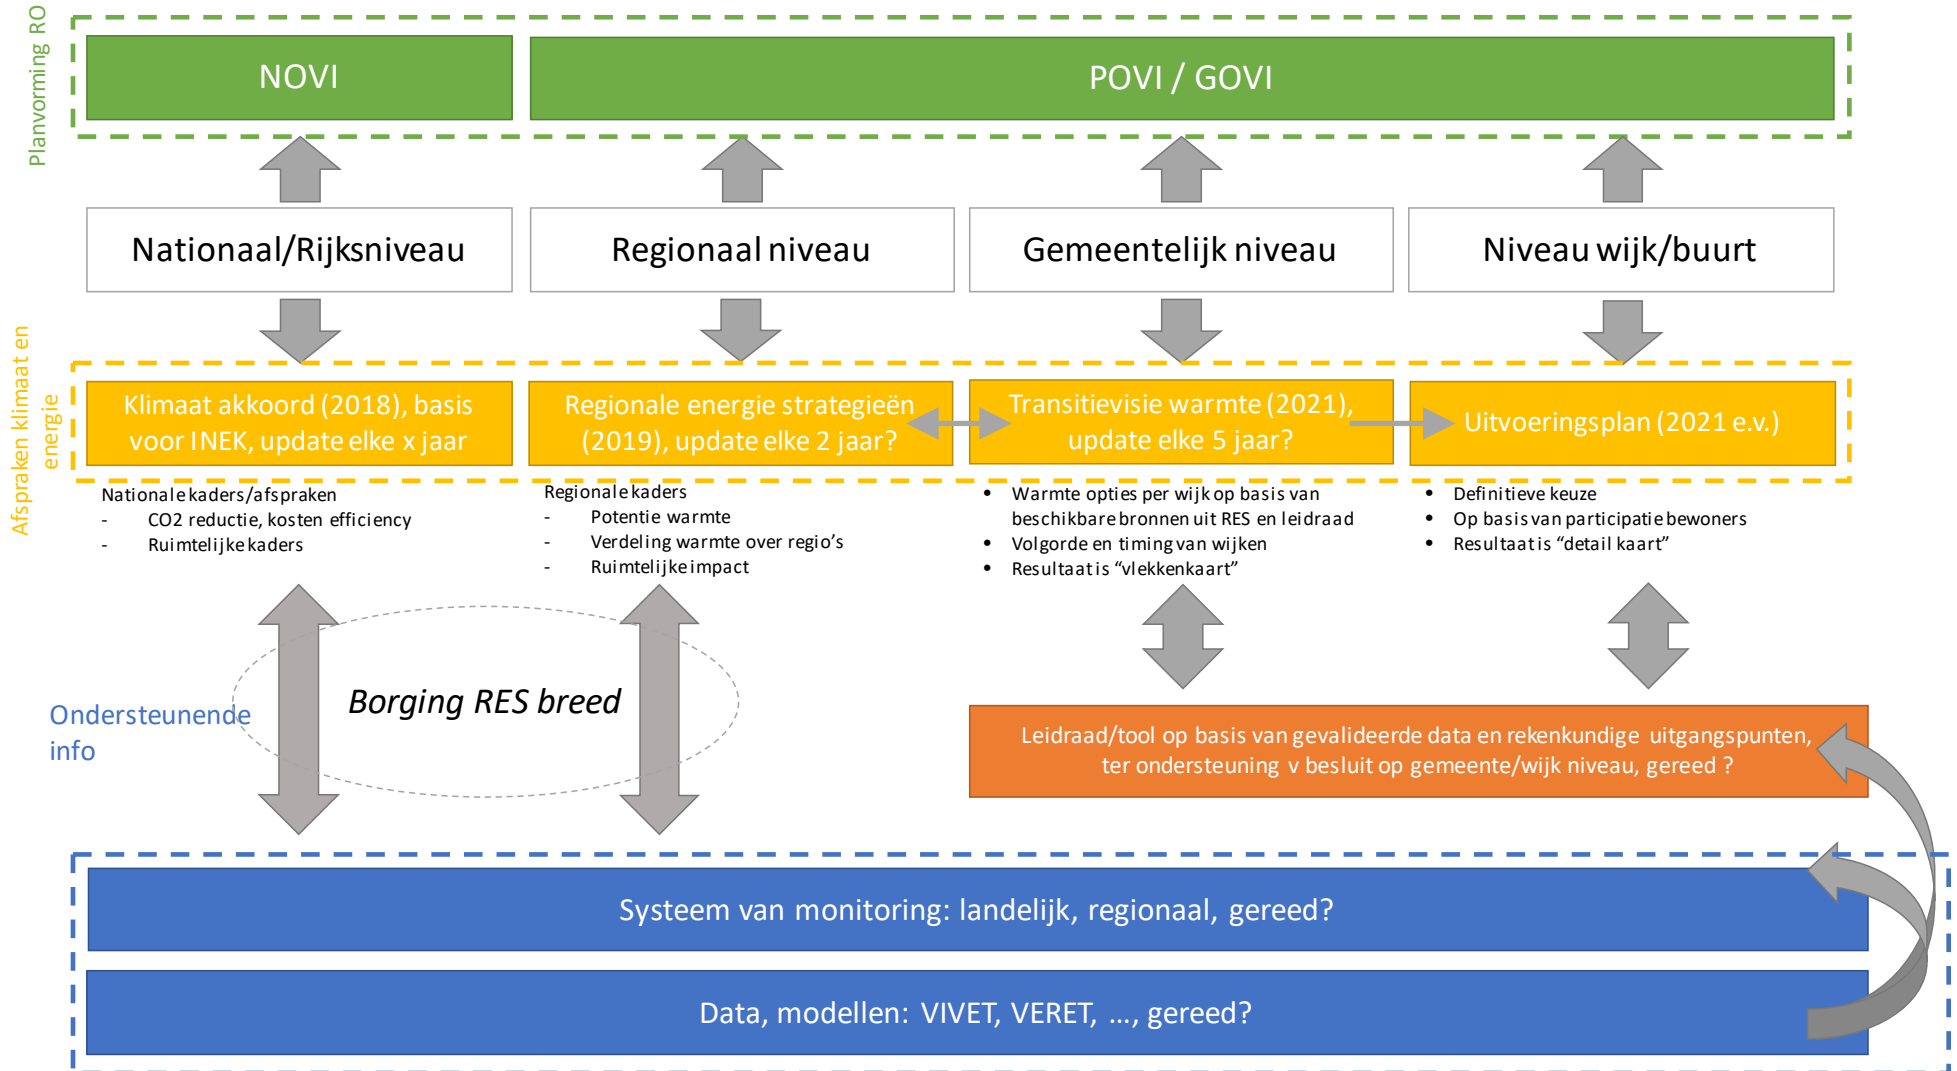 Planvorming RO
NOVI
POVI / GOVI
Nationaal/Rijksniveau
Regionaal niveau
Gemeentelijk niveau
Niveau wijk/buurt
Afspraken klimaat en
energie
Klimaat akkoord (2018), basis
voor INEK, update elke x jaar
Regionale energie strategieën
(2019), update elke 2 jaar?
Transitievisie warmte (2021),
update elke 5 jaar?
Uitvoeringsplan (2021 e.v.)
Nationale kaders/afspraken
- CO2 reductie, kosten efficiency
- Ruimtelijke kaders
Regionale kaders
- Potentie warmte
- Verdeling warmte over regio’s
- Ruimtelijke impact
• Warmte opties per wijk op basis van
beschikbare bronnen uit RES en leidraad
• Volgorde en timing van wijken
• Resultaat is “vlekkenkaart”
• Definitieve keuze
• Op basis van participatie bewoners
• Resultaat is “detail kaart”
Borging RES breed
Ondersteunende
info
Leidraad/tool op basis van gevalideerde data en rekenkundige uitgangspunten,
ter ondersteuning v besluit op gemeente/wijk niveau, gereed ?
Systeem van monitoring: landelijk, regionaal, gereed?
Data, modellen: VIVET, VERET, …, gereed?